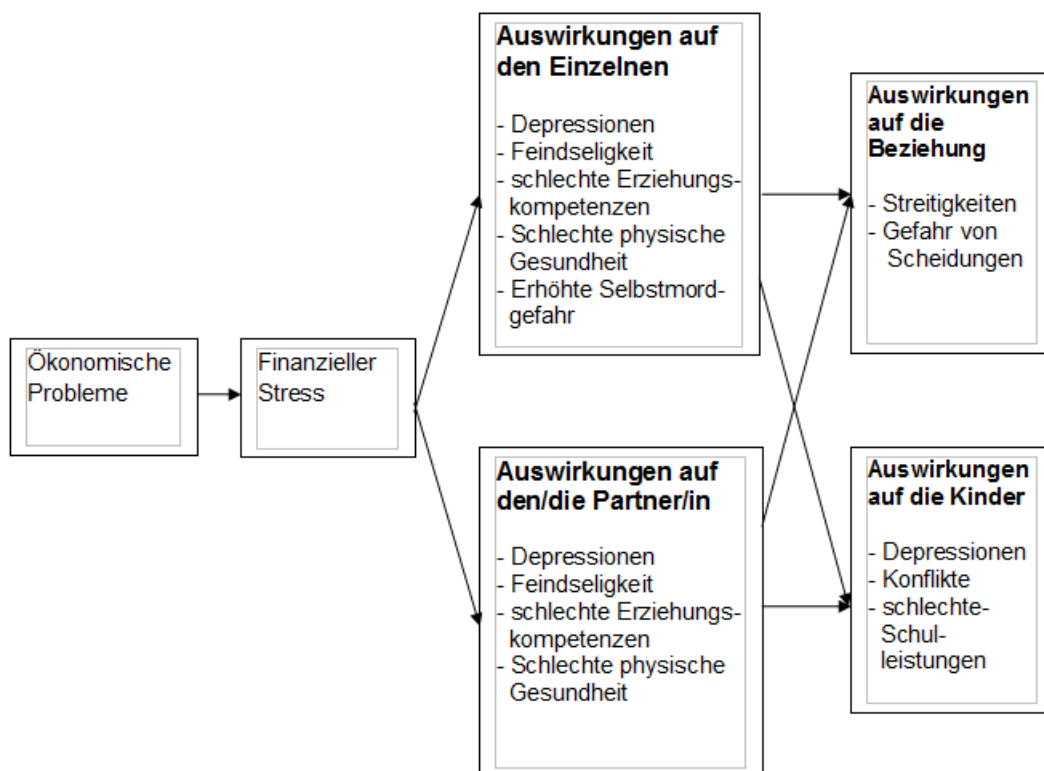 Ökonomische
Probleme
Finanzieller
Stress
Auswirkungen auf
den Einzelnen
- Depressionen
- Feindseligkeit
- schlechte Erziehungs-
kompetenzen
- Schlechte physische
Gesundheit
- Erhöhte Selbstmord-
gefahr
Auswirkungen auf
den/die Partner/in
- Depressionen
- Feindseligkeit
- schlechte Erziehungs-
kompetenzen
- Schlechte physische
Gesundheit
Auswirkungen
auf die
Beziehung
- Streitigkeiten
- Gefahr von
Scheidungen
Auswirkungen
auf die Kinder
- Depressionen
- Konflikte
- schlechte-
Schul-
leistungen